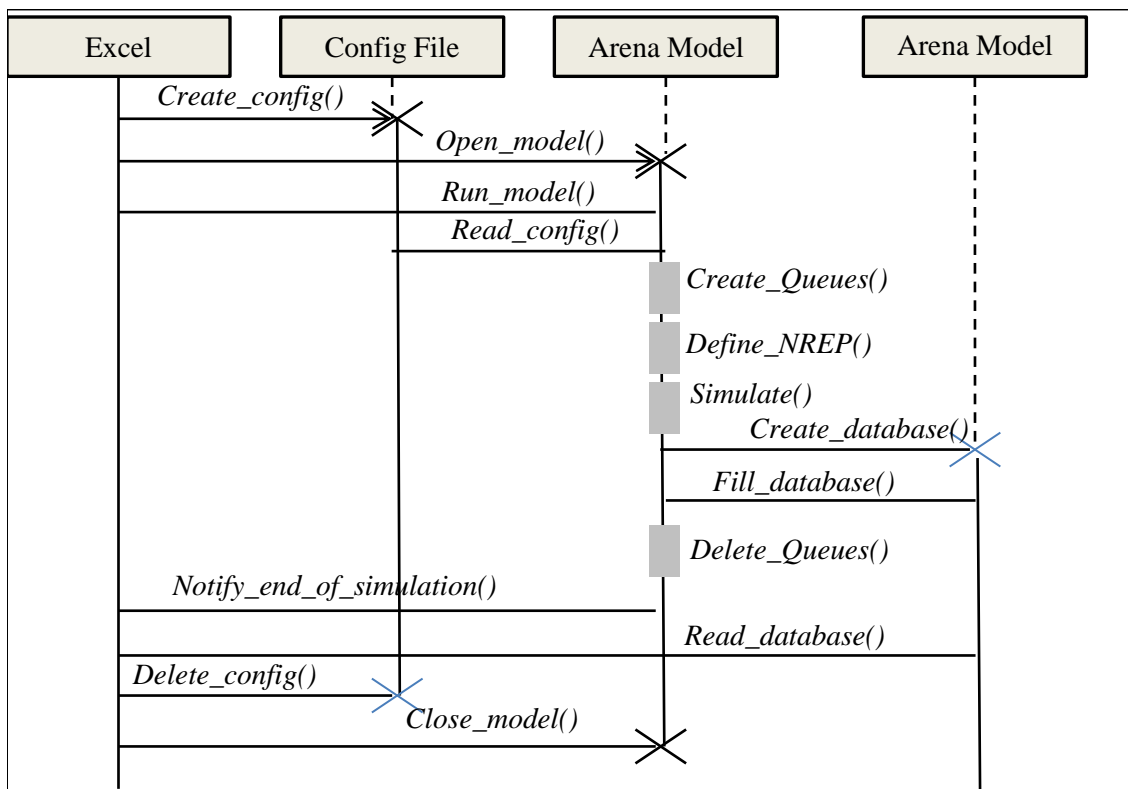 Excel
Config File
Arena Model
Arena Model
Create_config()
Open_model()
Run_model()
Read_config()
Create_Queues()
Define_NREP()
Simulate()
Create_database()
Fill_database()
Delete_Queues()
Notify_end_of_simulation()
Read_database()
Delete_config()
Close_model()